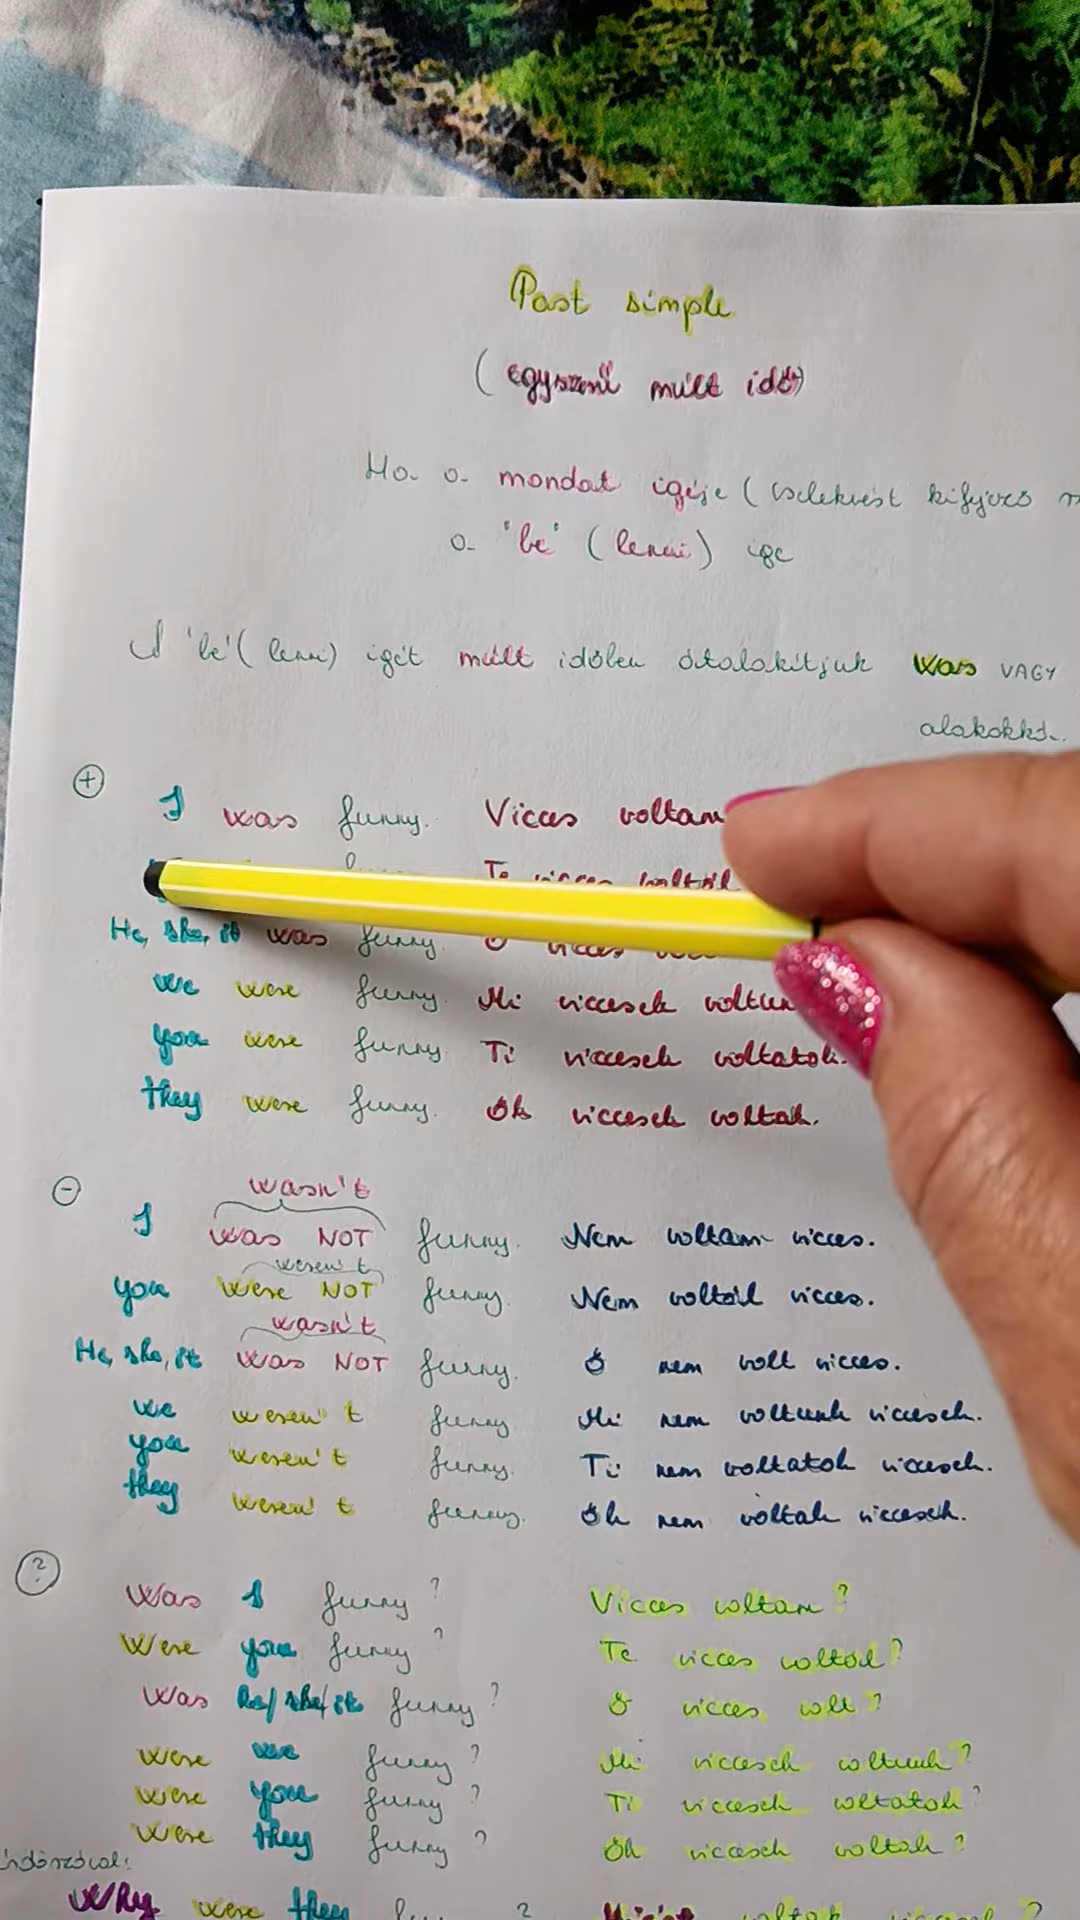 Past simple
(egyszerű múlt idő)
Ha a mondat igéje (cselekvést kifejező
a 'be' (lenni) ige
A 'be' (lenni) igét múlt időben átalakítjuk was VAGY
alakokká.
+
I was funny. Vicces voltam
Te vicces voltál.
He, she, it was funny. Ő vicces
we were funny. Mi viccesek voltunk
you were funny. Ti viccesek voltatok.
they were funny. Ők viccesek voltak.
-
wasn't
I was NOT funny. Nem voltam vicces.
weren't
you were NOT funny. Nem voltál vicces.
wasn't
He, she, it was NOT funny. Ő nem volt vicces.
we weren't funny Mi nem voltunk viccesek.
you weren't funny. Ti nem voltatok viccesek.
they weren't funny. Ők nem voltak viccesek.
?
Was I funny? Vicces voltam?
Were you funny? Te vicces voltál?
Was he/she/it funny? Ő vicces volt?
Were we funny? Mi viccesek voltunk?
Were you funny? Ti viccesek voltatok?
Were they funny? Ők viccesek voltak?
Why were they ? Miért voltak viccesek?